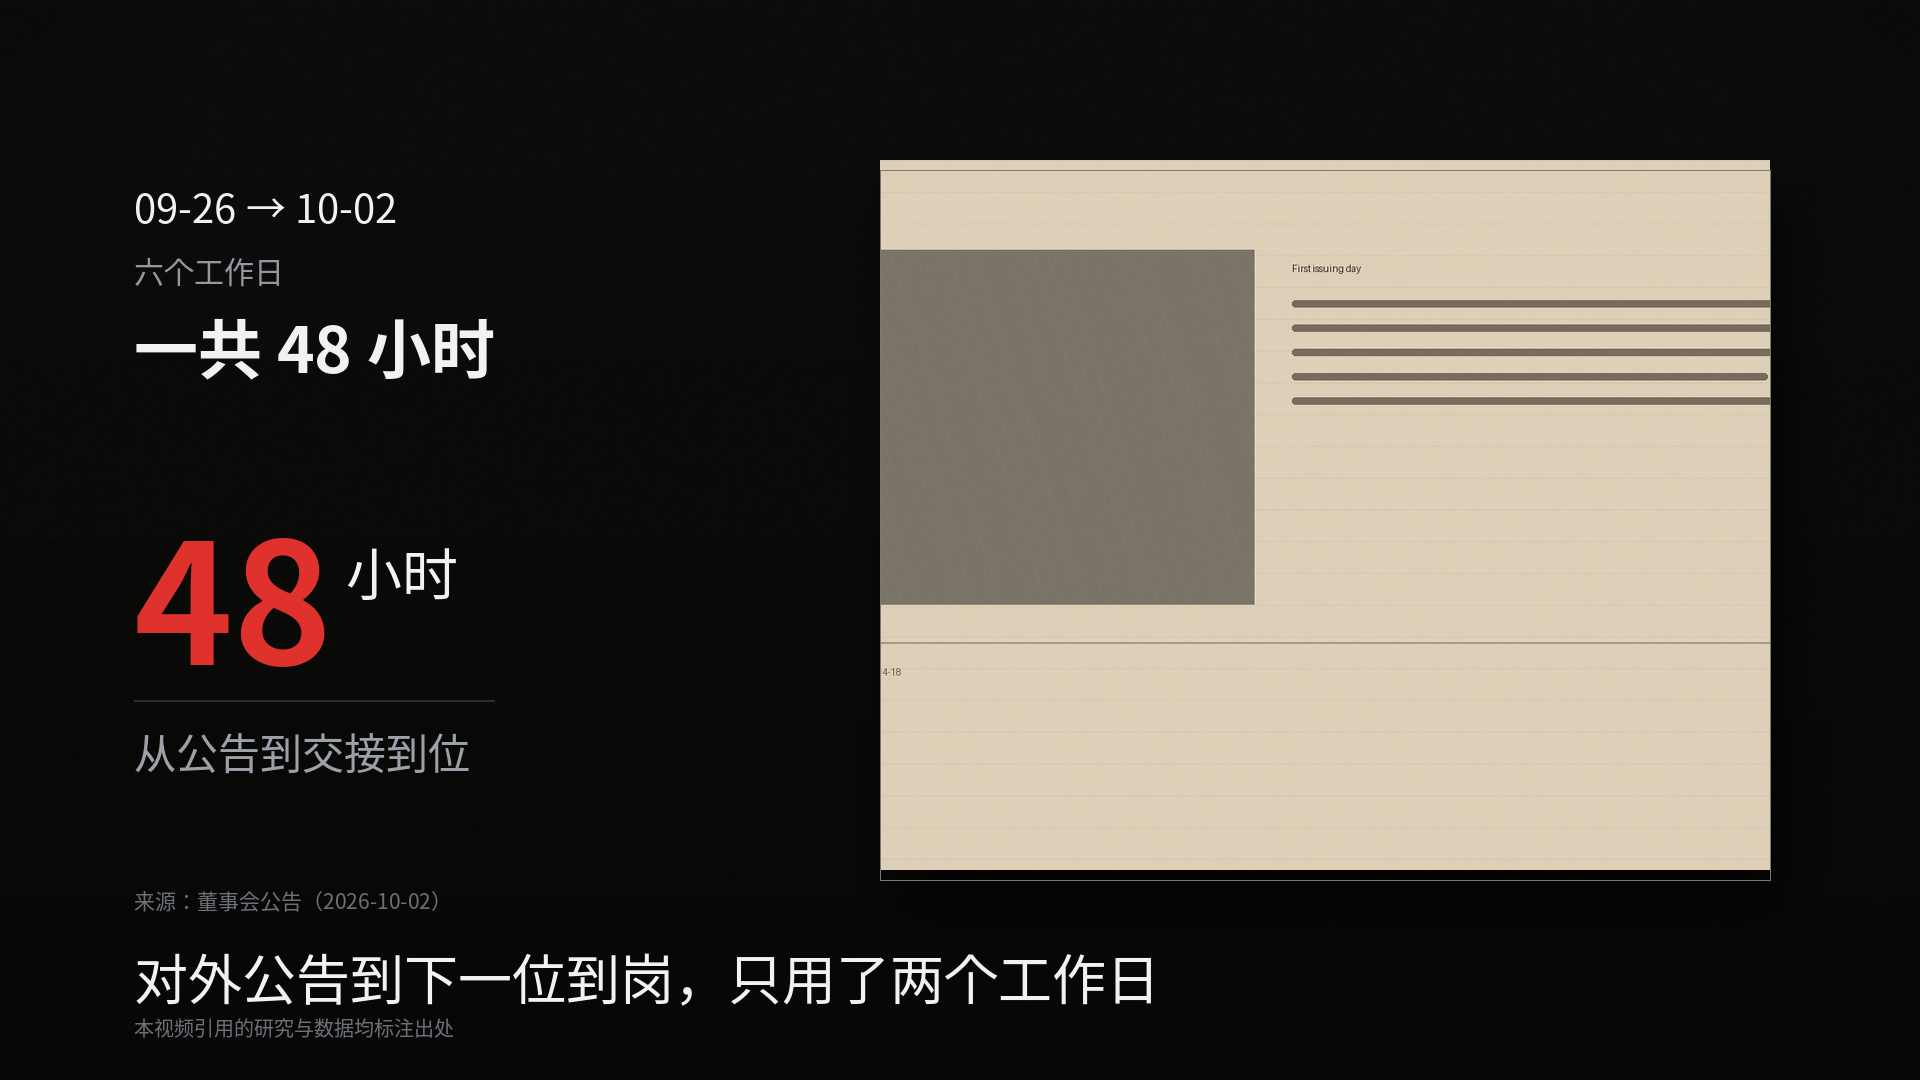 09-26 → 10-02
六个工作日
一共 48 小时
48 小时
从公告到交接到位
First issuing day
4-18
来源：董事会公告（2026-10-02）
对外公告到下一位到岗，只用了两个工作日
本视频引用的研究与数据均标注出处